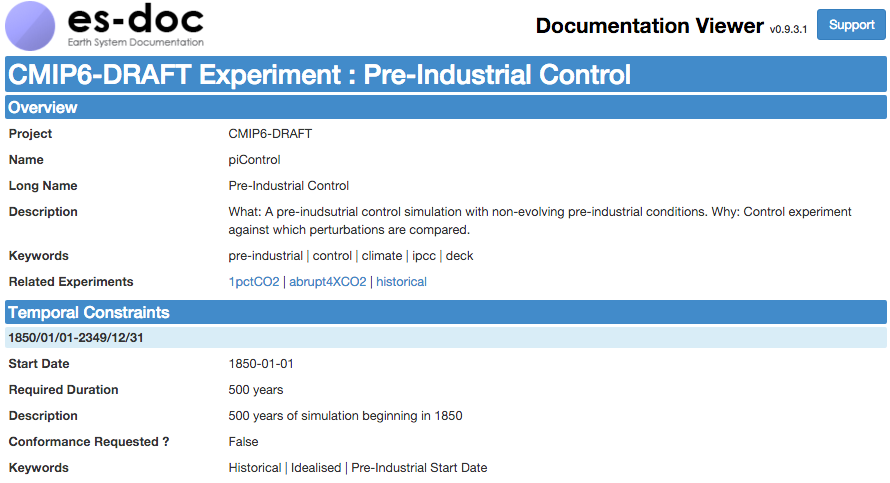 es-doc
Earth System Documentation
Documentation Viewer v0.9.3.1
Support
CMIP6-DRAFT Experiment : Pre-Industrial Control
Overview
Project CMIP6-DRAFT
Name piControl
Long Name Pre-Industrial Control
Description What: A pre-inudsutrial control simulation with non-evolving pre-industrial conditions. Why: Control experiment
against which perturbations are compared.
Keywords pre-industrial | control | climate | ipcc | deck
Related Experiments 1pctCO2 | abrupt4XCO2 | historical
Temporal Constraints
1850/01/01-2349/12/31
Start Date 1850-01-01
Required Duration 500 years
Description 500 years of simulation beginning in 1850
Conformance Requested ? False
Keywords Historical | Idealised | Pre-Industrial Start Date